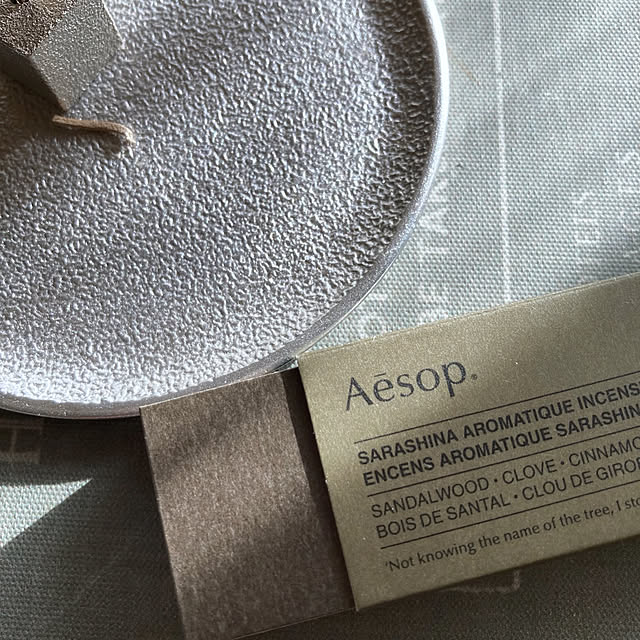 Aēsop.
SARASHINA AROMATIQUE INCENS
ENCENS AROMATIQUE SARASHIN
SANDALWOOD · CLOVE · CINNAMO
BOIS DE SANTAL · CLOU DE GIROF
'Not knowing the name of the tree, I sto